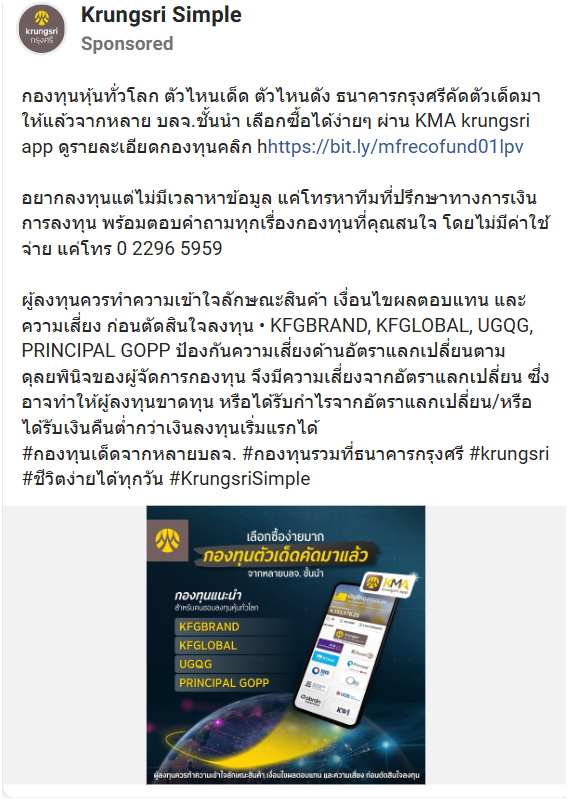 krungsri
กรุงศรี
Krungsri Simple
Sponsored
กองทุนหุ้นทั่วโลก ตัวไหนเด็ด ตัวไหนดัง ธนาคารกรุงศรีคัดตัวเด็ดมา
ให้แล้วจากหลาย บลจ.ชั้นนำ เลือกซื้อได้ง่ายๆ ผ่าน KMA krungsri
app ดูรายละเอียดกองทุนคลิก hhttps://bit.ly/mfrecofund01lpv
อยากลงทุนแต่ไม่มีเวลาหาข้อมูล แค่โทรหาทีมที่ปรึกษาทางการเงิน
การลงทุน พร้อมตอบคำถามทุกเรื่องกองทุนที่คุณสนใจ โดยไม่มีค่าใช้
จ่าย แค่โทร 0 2296 5959
ผู้ลงทุนควรทำความเข้าใจลักษณะสินค้า เงื่อนไขผลตอบแทน และ
ความเสี่ยง ก่อนตัดสินใจลงทุน • KFGBRAND, KFGLOBAL, UGQG,
PRINCIPAL GOPP ป้องกันความเสี่ยงด้านอัตราแลกเปลี่ยนตาม
ดุลยพินิจของผู้จัดการกองทุน จึงมีความเสี่ยงจากอัตราแลกเปลี่ยน ซึ่ง
อาจทำให้ผู้ลงทุนขาดทุน หรือได้รับกำไรจากอัตราแลกเปลี่ยน/หรือ
ได้รับเงินคืนต่ำกว่าเงินลงทุนเริ่มแรกได้
#กองทุนเด็ดจากหลายบลจ. #กองทุนรวมที่ธนาคารกรุงศรี #krungsri
#ชีวิตง่ายได้ทุกวัน #KrungsriSimple
เลือกซื้อง่ายมาก
กองทุนตัวเด็ดคัดมาแล้ว
จากหลายบลจ. ชั้นนำ
กองทุนแนะนำ
สำหรับคนชอบลงทุนหุ้นทั่วโลก
KFGBRAND
KFGLOBAL
UGQG
PRINCIPAL GOPP
KMA
krungsri app
krungsri
Principal
UOB
abrdn
ผู้ลงทุนควรทำความเข้าใจลักษณะสินค้า เงื่อนไขผลตอบแทน และความเสี่ยง ก่อนตัดสินใจลงทุน